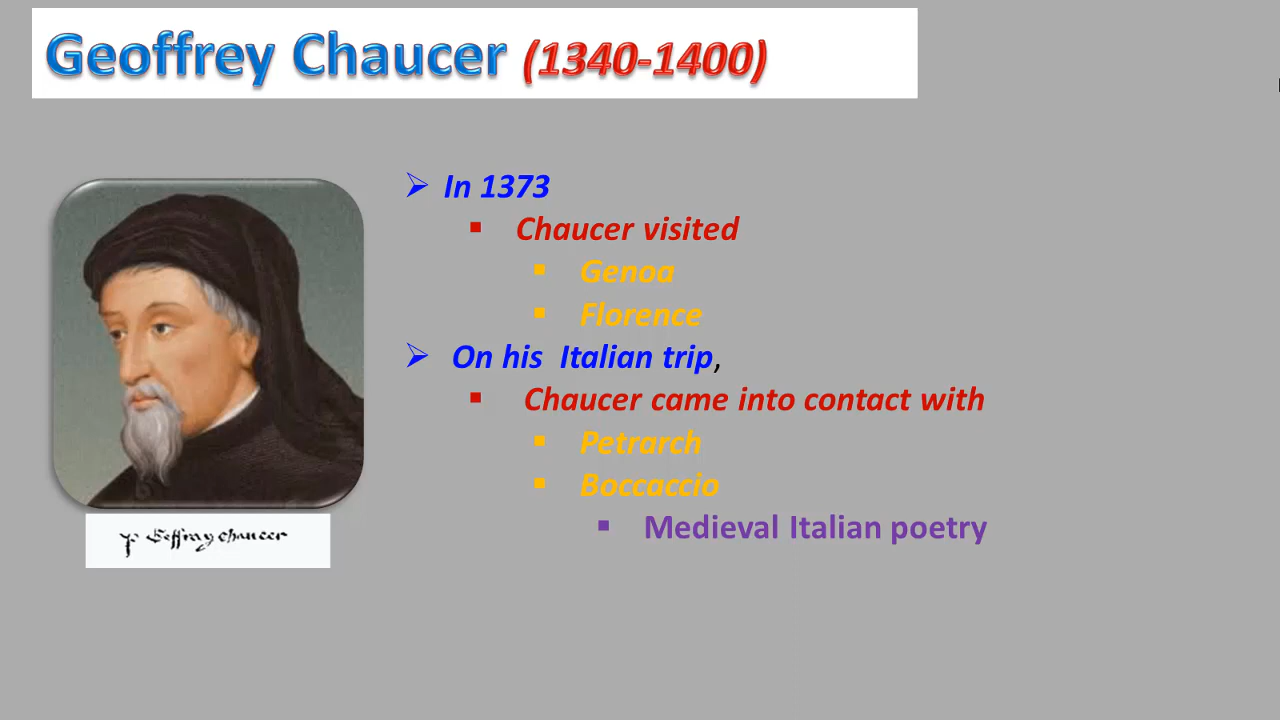 Geoffrey Chaucer (1340-1400)
In 1373
Chaucer visited
Genoa
Florence
On his Italian trip,
Chaucer came into contact with
Petrarch
Boccaccio
Medieval Italian poetry
chaucer